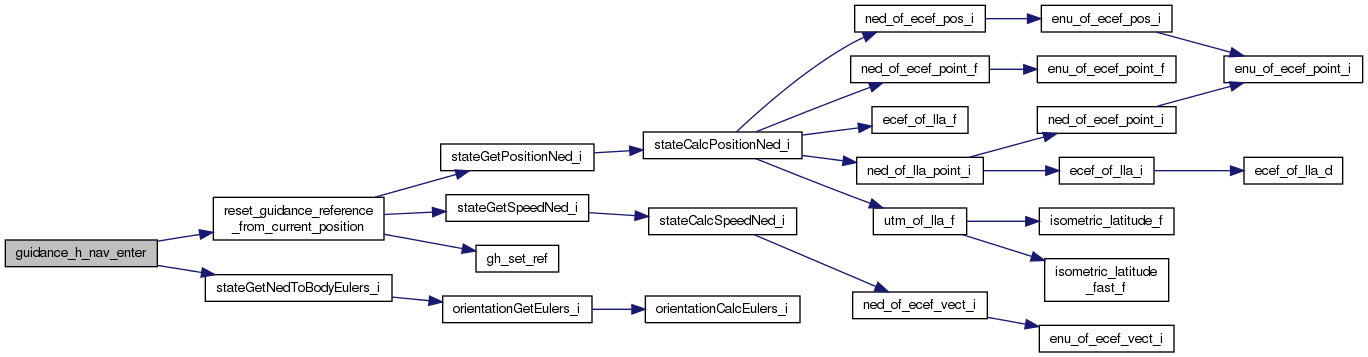 guidance_h_nav_enter
reset_guidance_reference
_from_current_position
stateGetNedToBodyEulers_i
stateGetPositionNed_i
stateGetSpeedNed_i
gh_set_ref
orientationGetEulers_i
stateCalcPositionNed_i
stateCalcSpeedNed_i
orientationCalcEulers_i
ned_of_ecef_pos_i
ned_of_ecef_point_f
ecef_of_lla_f
ned_of_lla_point_i
utm_of_lla_f
ned_of_ecef_vect_i
enu_of_ecef_pos_i
enu_of_ecef_point_f
ned_of_ecef_point_i
ecef_of_lla_i
isometric_latitude_f
isometric_latitude
_fast_f
enu_of_ecef_vect_i
enu_of_ecef_point_i
ecef_of_lla_d